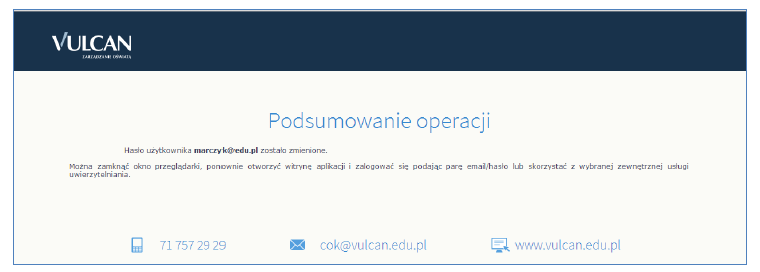 VULCAN
ZARZĄDZANIE OŚWIATĄ
Podsumowanie operacji
Hasło użytkownika marczyk@edu.pl zostało zmienione.
Można zamknąć okno przeglądarki, ponownie otworzyć witrynę aplikacji i zalogować się podając parę email/hasło lub skorzystać z wybranej zewnętrznej usługi
uwierzytelniania.
71 757 29 29
cok@vulcan.edu.pl
www.vulcan.edu.pl